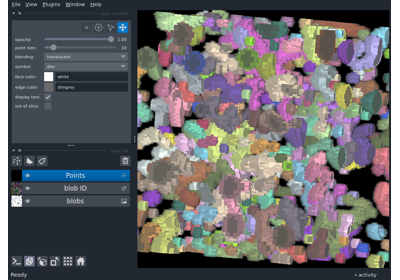 File View Plugins Window Help
opacity: 1.00
point size: 10
blending: translucent
symbol: disc
face color: white
edge color: dimgrey
display text:
out of slice:
Points
blob ID
blobs
Ready
activity